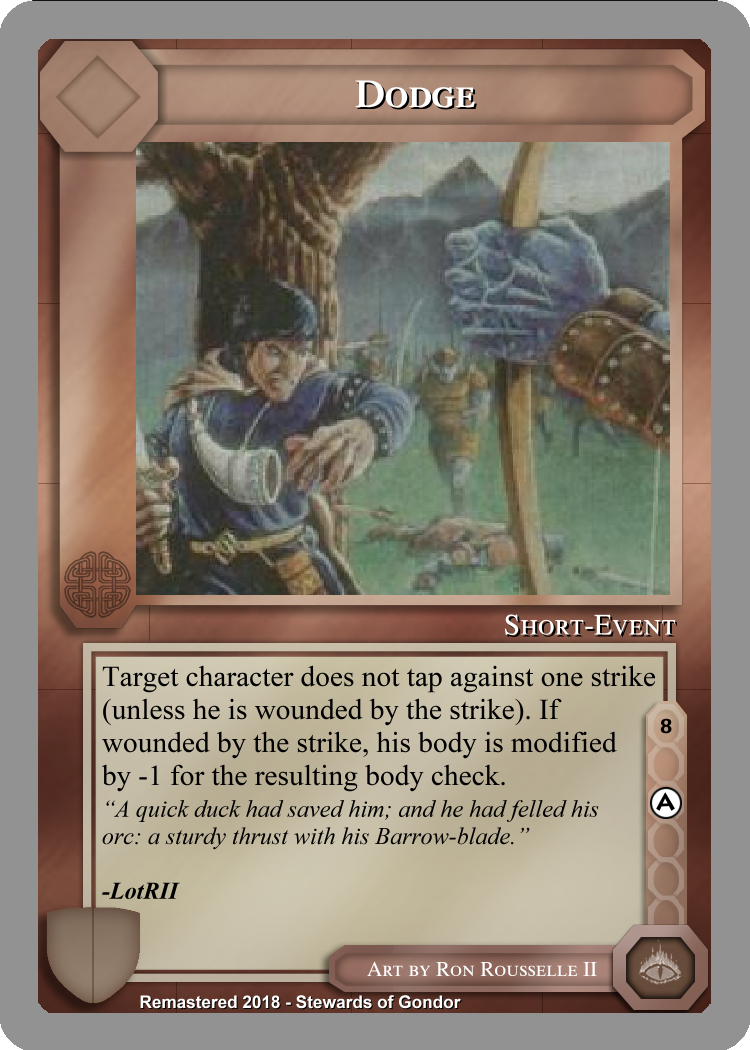 Dodge
Short-Event
Target character does not tap against one strike
(unless he is wounded by the strike). If
wounded by the strike, his body is modified
by -1 for the resulting body check.
“A quick duck had saved him; and he had felled his
orc: a sturdy thrust with his Barrow-blade.”
-LotRII
8
A
Art by Ron Rousselle II
Remastered 2018 - Stewards of Gondor